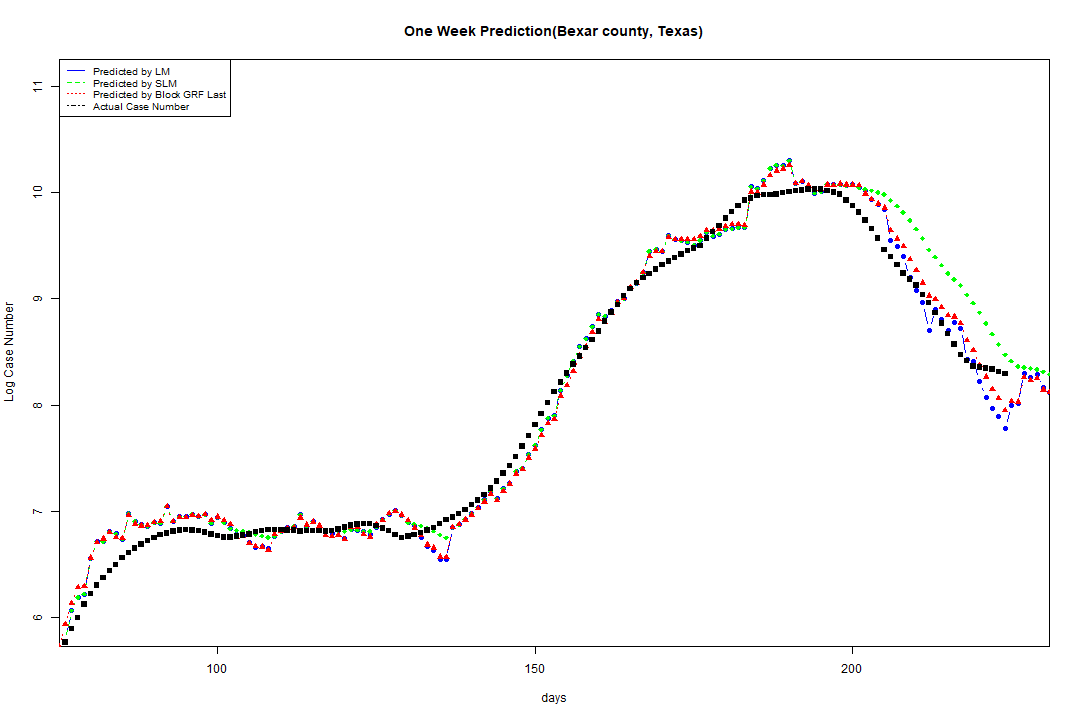 One Week Prediction(Bexar county, Texas)
Predicted by LM
Predicted by SLM
Predicted by Block GRF Last
Actual Case Number
11
10
9
8
7
6
Log Case Number
100
150
200
days